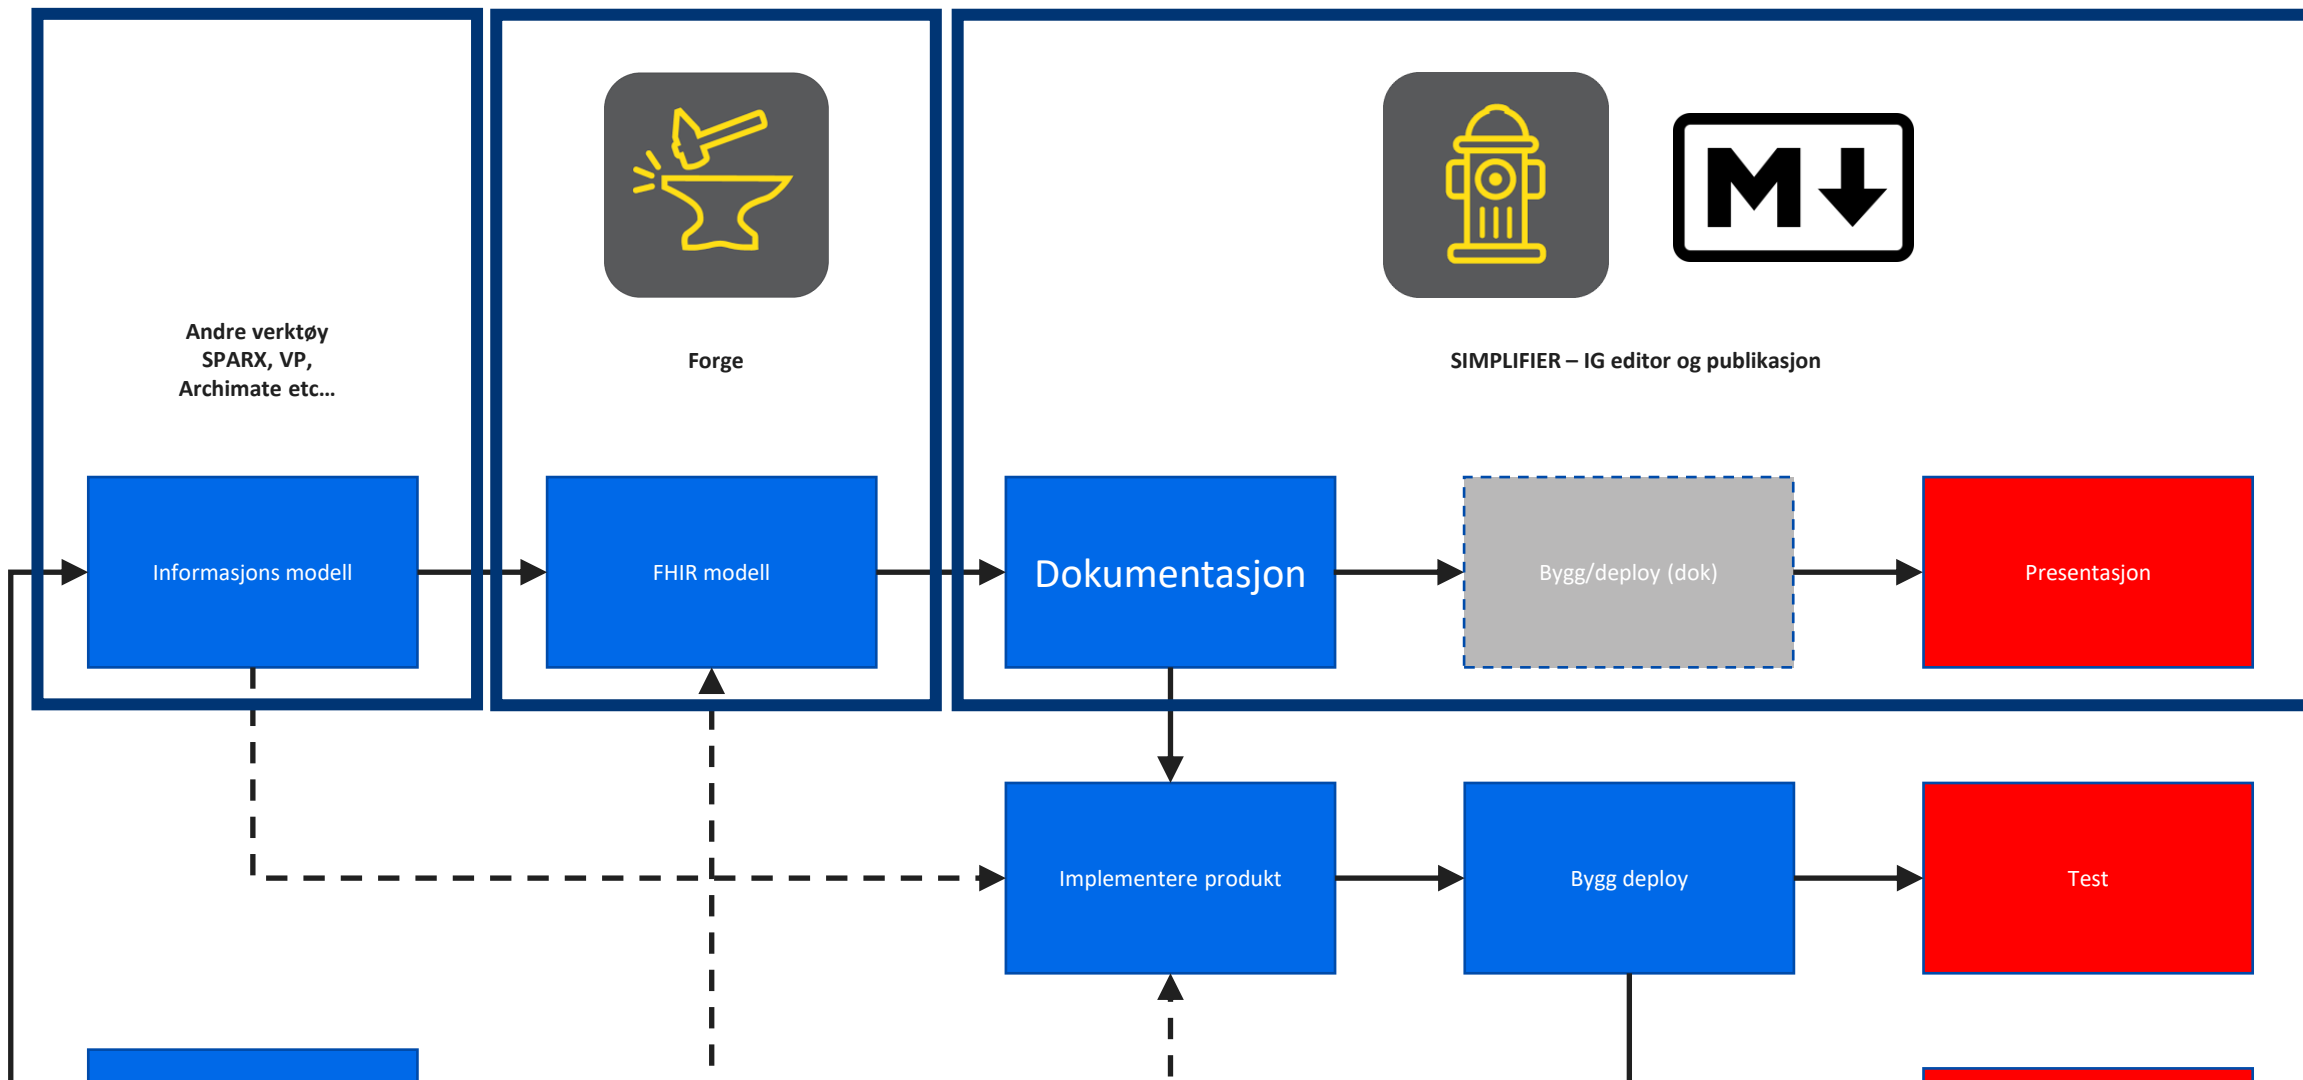 Andre verktøy
SPARX, VP,
Archimate etc...
Forge
M
SIMPLIFIER – IG editor og publikasjon
Informasjons modell
FHIR modell
Dokumentasjon
Bygg/deploy (dok)
Presentasjon
Implementere produkt
Bygg deploy
Test